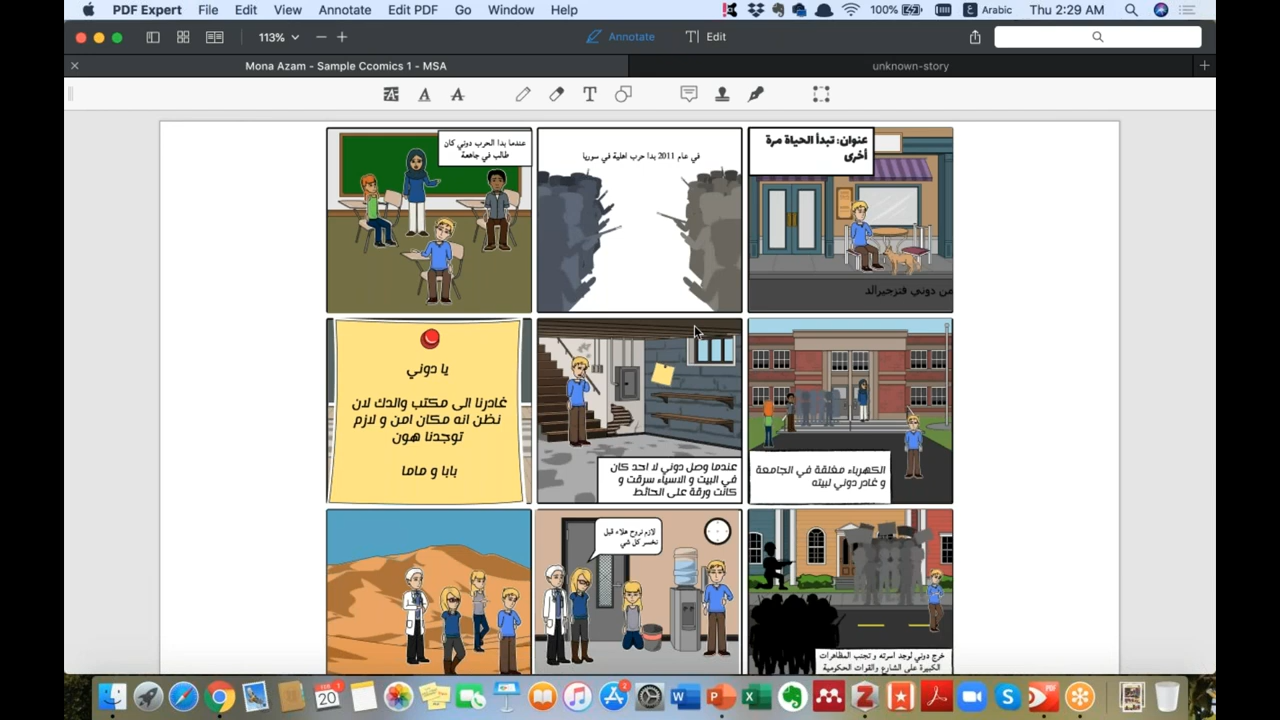 PDF Expert File Edit View Annotate Edit PDF Go Window Help 100% Arabic Thu 2:29 AM
113% Annotate Edit
Mona Azam - Sample Ccomics 1 - MSA
unknown-story
عنوان: تبدأ الحياة مرة
أخرى
من دوني فتزجيرالد
في عام 2011 بدا حرب اهلية في سوريا
عندما بدا الحرب دوني كان
طالب في جاهعة
الكهرباء مغلقة في الجامعة
و غادر دوني لبيته
عندما وصل دوني لا احد كان
في البيت و الاسياء سرقت و
كانت ورقة على الحائط
يا دوني
غادرنا الى مكتب والدك لان
نظن انه مكان امن و لازم
توجدنا هون
بابا و ماما
خرج دوني لوجد اسرته و تجنب المظاهرات
الكبيرة على الشارع والقوات الحكومية
لازم نروح هلاء قبل
نخسر كل شي
FEB
20